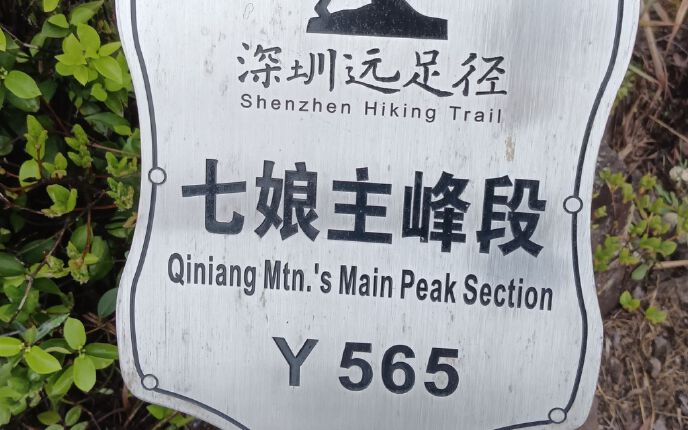 深圳远足径
Shenzhen Hiking Trail
七娘主峰段
Qiniang Mtn.'s Main Peak Section
Y 565